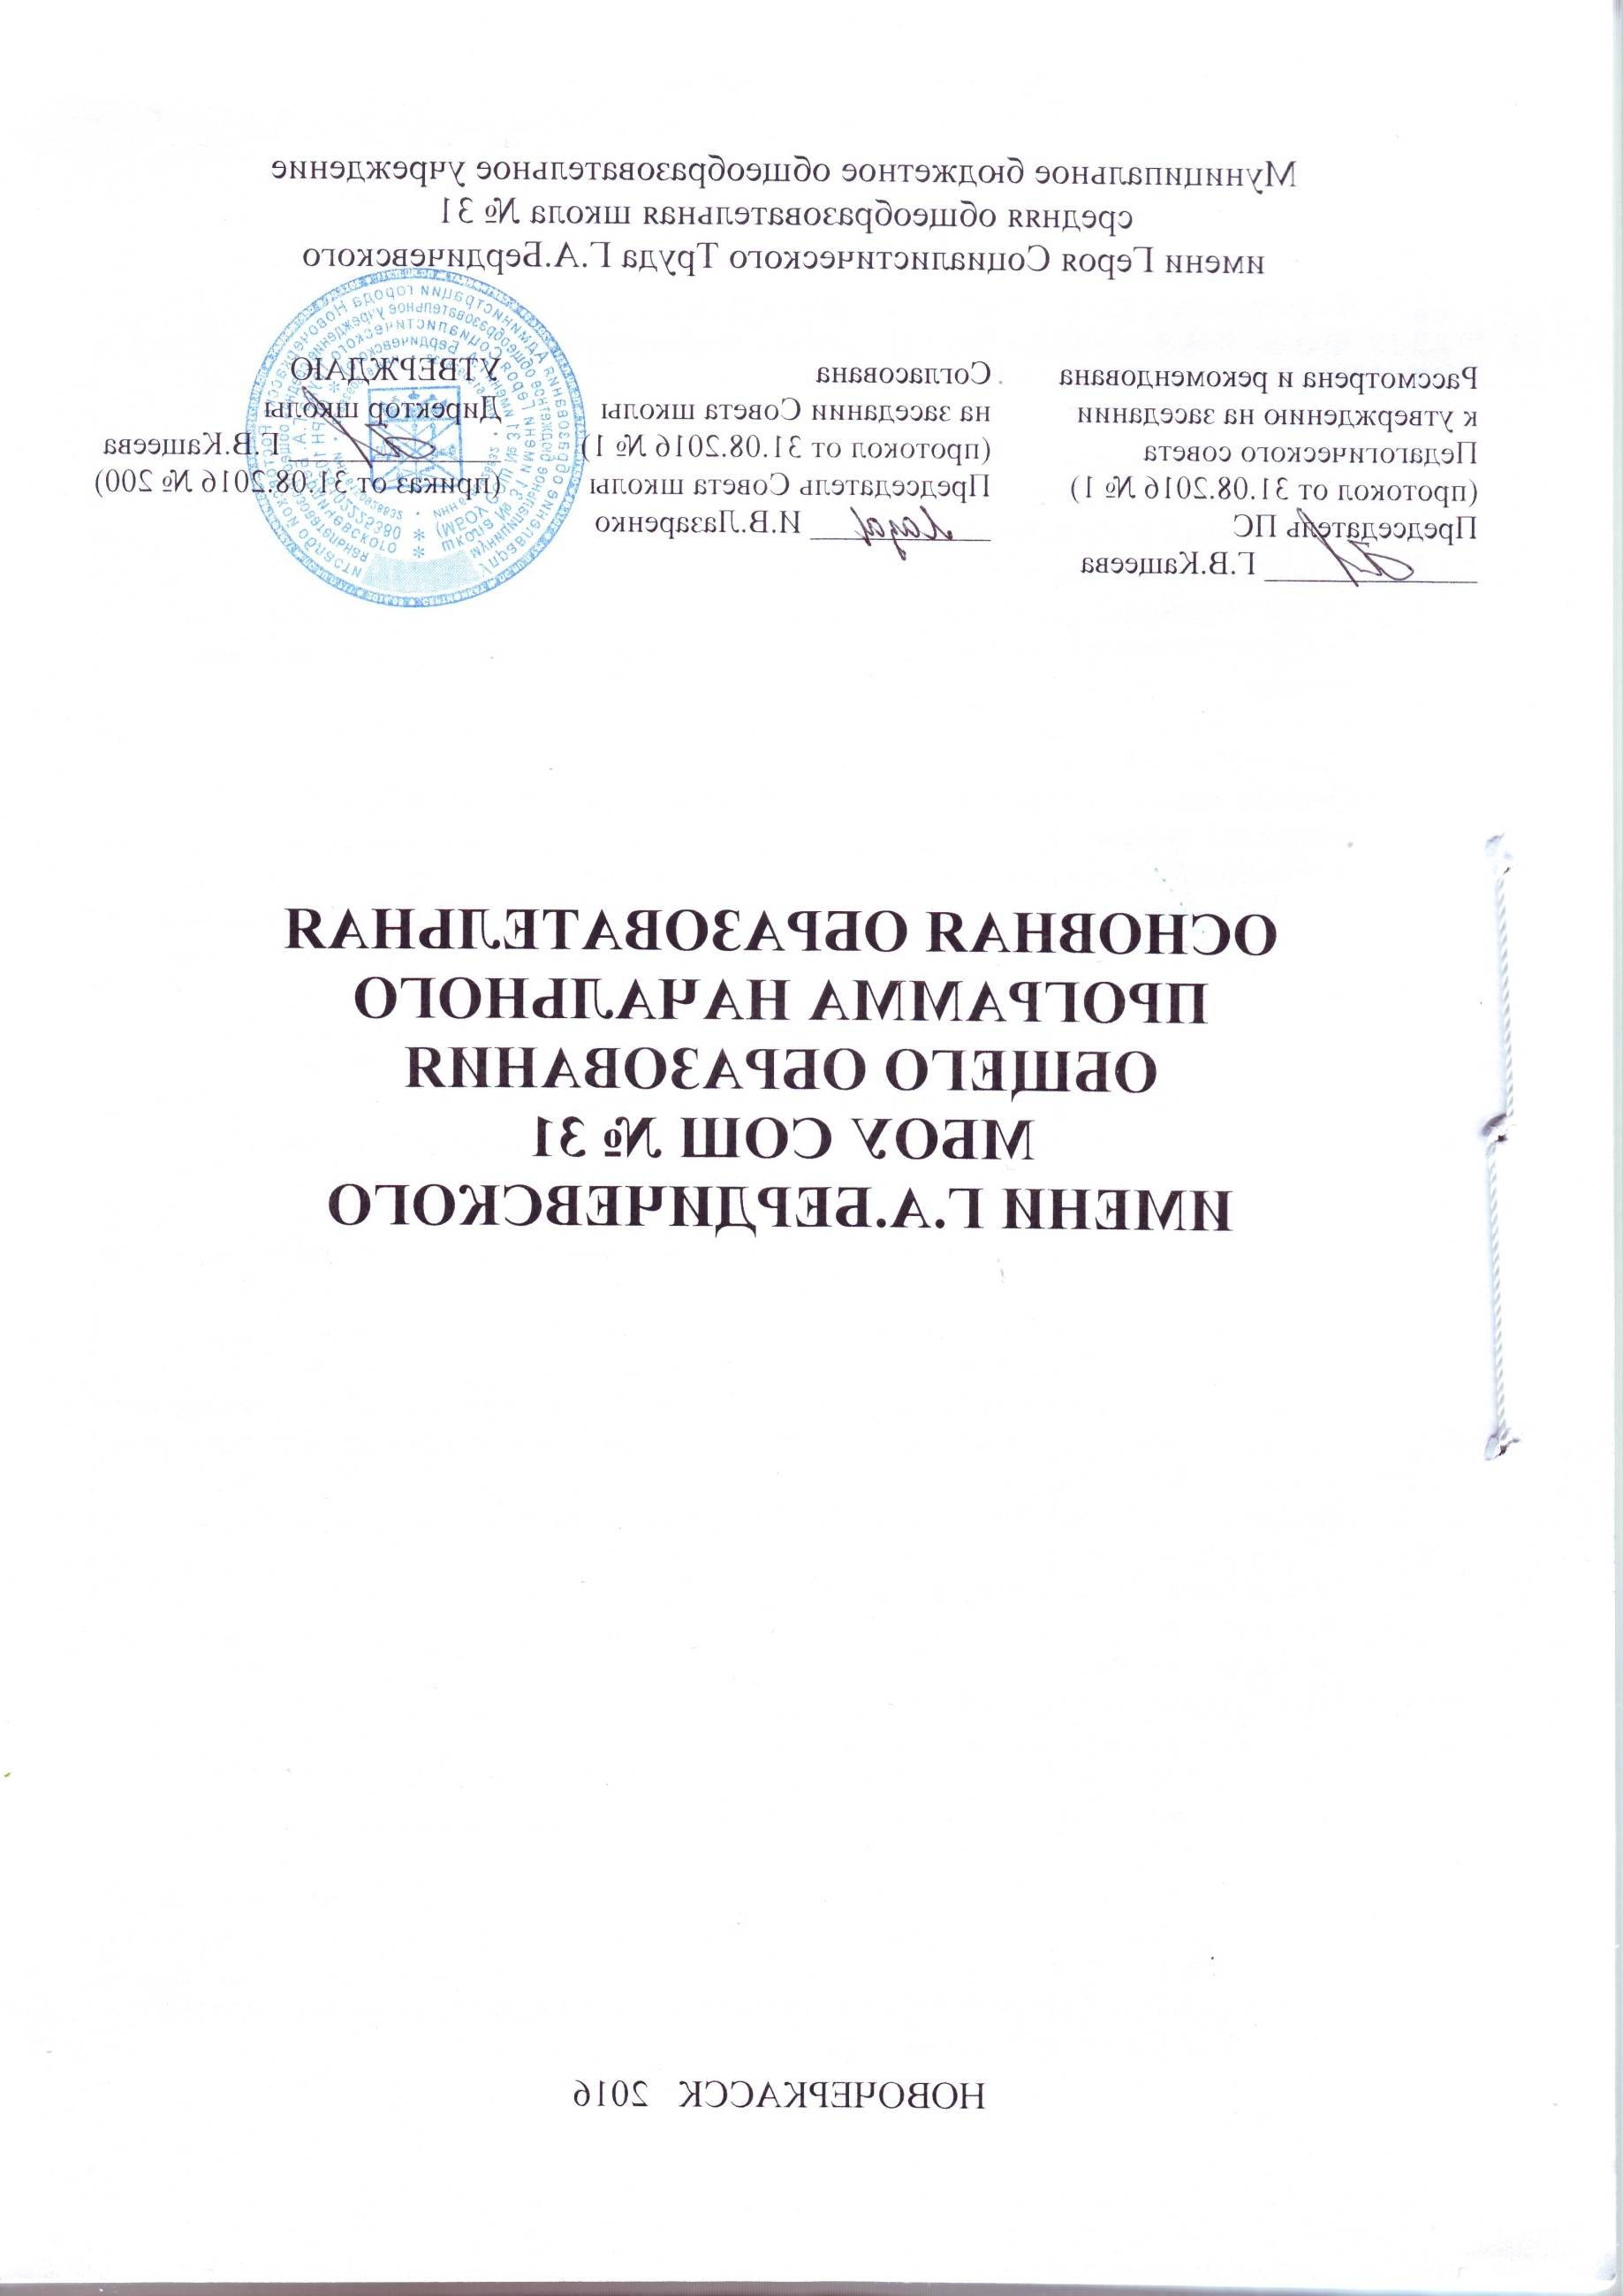 Муниципальное бюджетное общеобразовательное учреждение
средняя общеобразовательная школа № 31
имени Героя Социалистического Труда Г.А.Бердичевского
Рассмотрена и рекомендована
к утверждению на заседании
Педагогического совета
(протокол от 31.08.2016 № 1)
Председатель ПС
Г.В.Кащеева
Согласована
на заседании Совета школы
(протокол от 31.08.2016 № 1)
Председатель Совета школы
И.В.Лазаренко
УТВЕРЖДАЮ
Директор школы
Г.В.Кащеева
(приказ от 31.08.2016 № 200)
ОСНОВНАЯ ОБРАЗОВАТЕЛЬНАЯ
ПРОГРАММА НАЧАЛЬНОГО
ОБЩЕГО ОБРАЗОВАНИЯ
МБОУ СОШ № 31
ИМЕНИ Г.А.БЕРДИЧЕВСКОГО
НОВОЧЕРКАССК 2016